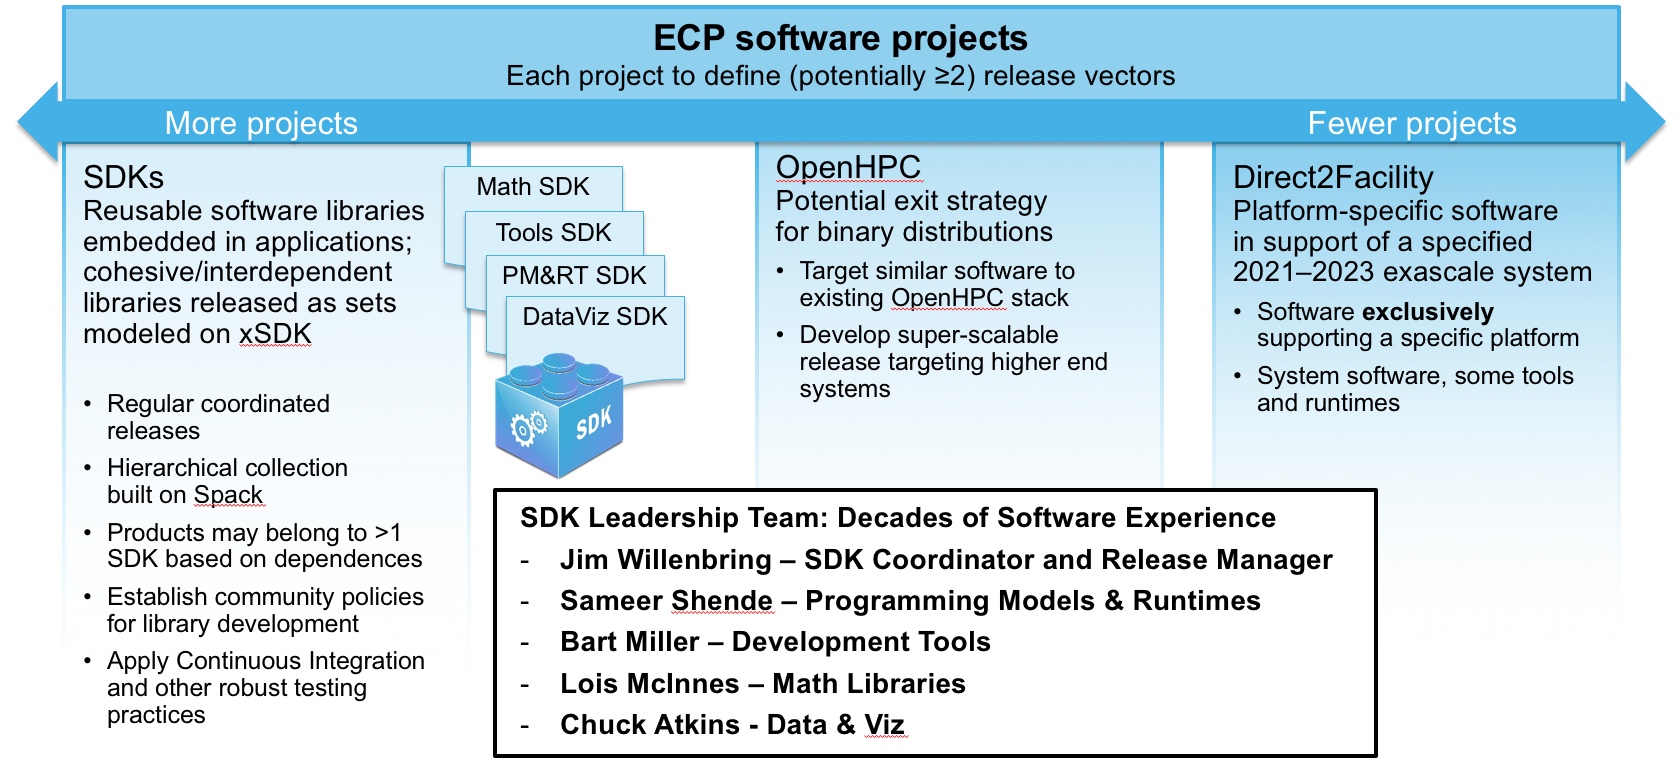 ECP software projects
Each project to define (potentially ≥2) release vectors
More projects
Fewer projects
SDKs
Reusable software libraries
embedded in applications;
cohesive/interdependent
libraries released as sets
modeled on xSDK
• Regular coordinated
releases
• Hierarchical collection
built on Spack
• Products may belong to >1
SDK based on dependences
• Establish community policies
for library development
• Apply Continuous Integration
and other robust testing
practices
Math SDK
Tools SDK
PM&RT SDK
DataViz SDK
SDK
OpenHPC
Potential exit strategy
for binary distributions
• Target similar software to
existing OpenHPC stack
• Develop super-scalable
release targeting higher end
systems
Direct2Facility
Platform-specific software
in support of a specified
2021–2023 exascale system
• Software exclusively
supporting a specific platform
• System software, some tools
and runtimes
SDK Leadership Team: Decades of Software Experience
- Jim Willenbring – SDK Coordinator and Release Manager
- Sameer Shende – Programming Models & Runtimes
- Bart Miller – Development Tools
- Lois McInnes – Math Libraries
- Chuck Atkins - Data & Viz